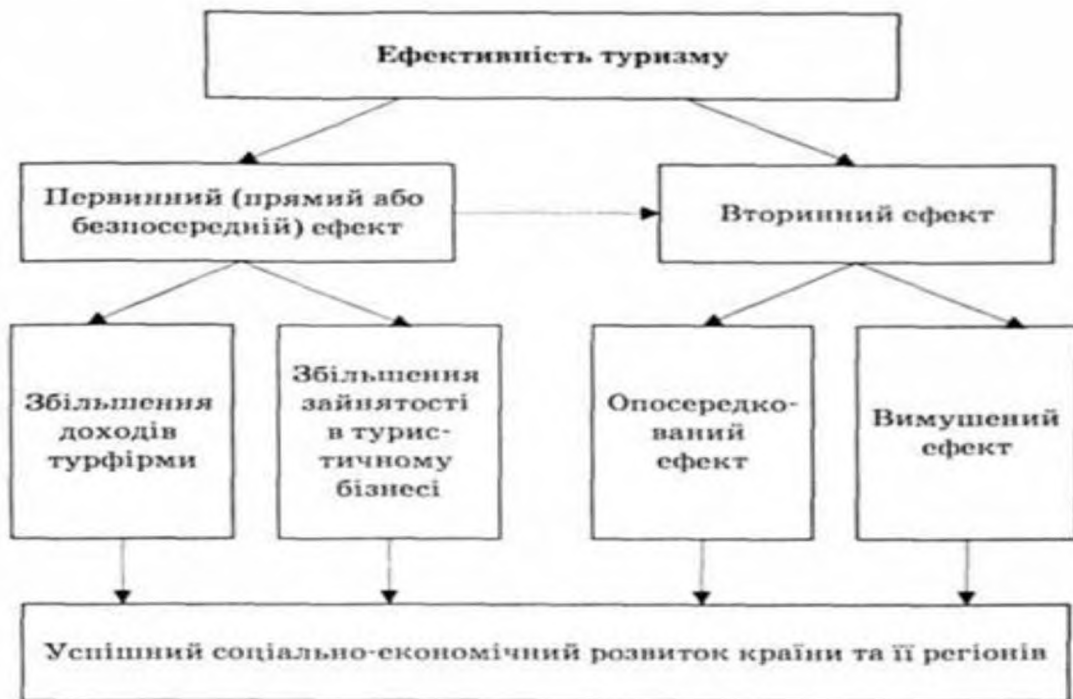 Ефективність туризму
Первинний (прямий або
безпосередній) ефект
Вторинний ефект
Збільшення
доходів
турфірми
Збільшення
зайнятості
в турис-
тичному
бізнесі
Опосередко-
ваний
ефект
Вимушений
ефект
Успішний соціально-економічний розвиток країни та її регіонів